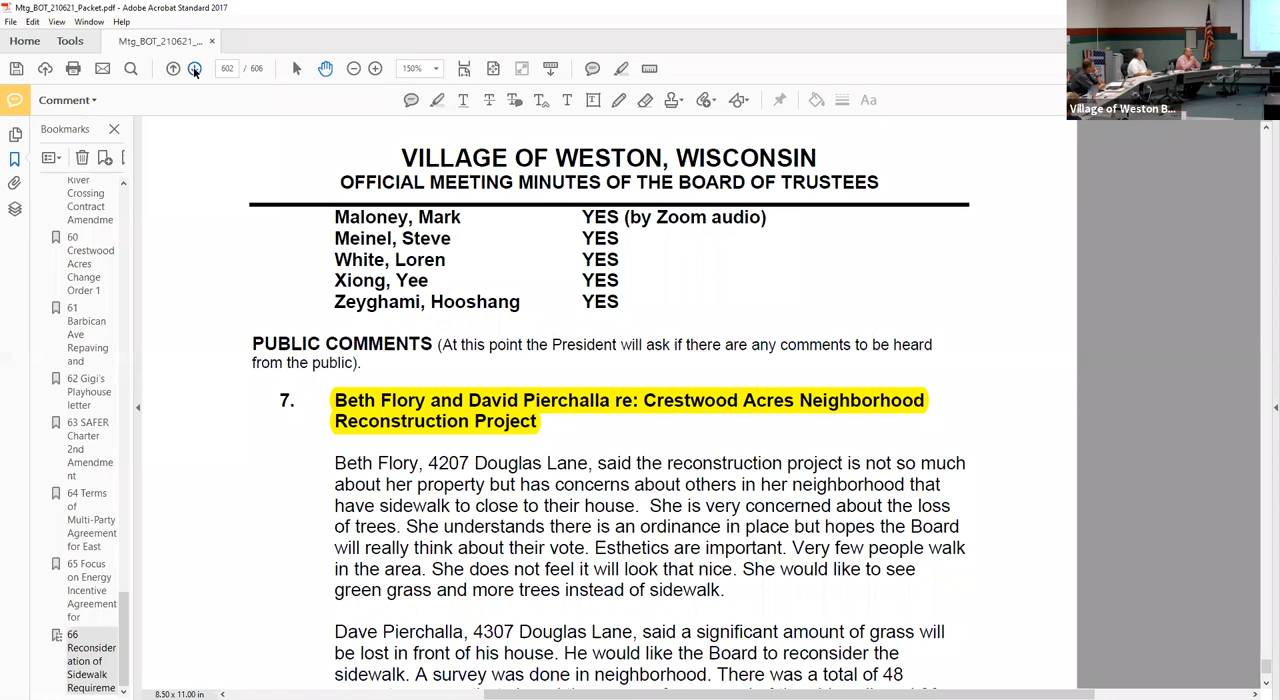 Mtg_BOT_210621_Packet.pdf - Adobe Acrobat Standard 2017
File Edit View Window Help
Home Tools Mtg_BOT_210621_... ×
602 / 606 150%
Comment
Aa
Bookmarks
River
Crossing
Contract
Amendme
60
Crestwood
Acres
Change
Order 1
61
Barbican
Ave
Repaving
and
62 Gigi's
Playhouse
letter
63 SAFER
Charter
2nd
Amendme
nt
64 Terms
of
Multi-Party
Agreement
for East
65 Focus
on Energy
Incentive
Agreement
for
66
Reconsider
ation of
Sidewalk
Requireme
VILLAGE OF WESTON, WISCONSIN
OFFICIAL MEETING MINUTES OF THE BOARD OF TRUSTEES
Maloney, Mark YES (by Zoom audio)
Meinel, Steve YES
White, Loren YES
Xiong, Yee YES
Zeyghami, Hooshang YES
PUBLIC COMMENTS (At this point the President will ask if there are any comments to be heard
from the public).
7. Beth Flory and David Pierchalla re: Crestwood Acres Neighborhood
Reconstruction Project
Beth Flory, 4207 Douglas Lane, said the reconstruction project is not so much
about her property but has concerns about others in her neighborhood that
have sidewalk to close to their house. She is very concerned about the loss
of trees. She understands there is an ordinance in place but hopes the Board
will really think about their vote. Esthetics are important. Very few people walk
in the area. She does not feel it will look that nice. She would like to see
green grass and more trees instead of sidewalk.
Dave Pierchalla, 4307 Douglas Lane, said a significant amount of grass will
be lost in front of his house. He would like the Board to reconsider the
sidewalk. A survey was done in neighborhood. There was a total of 48
8.50 x 11.00 in
Village of Weston B...